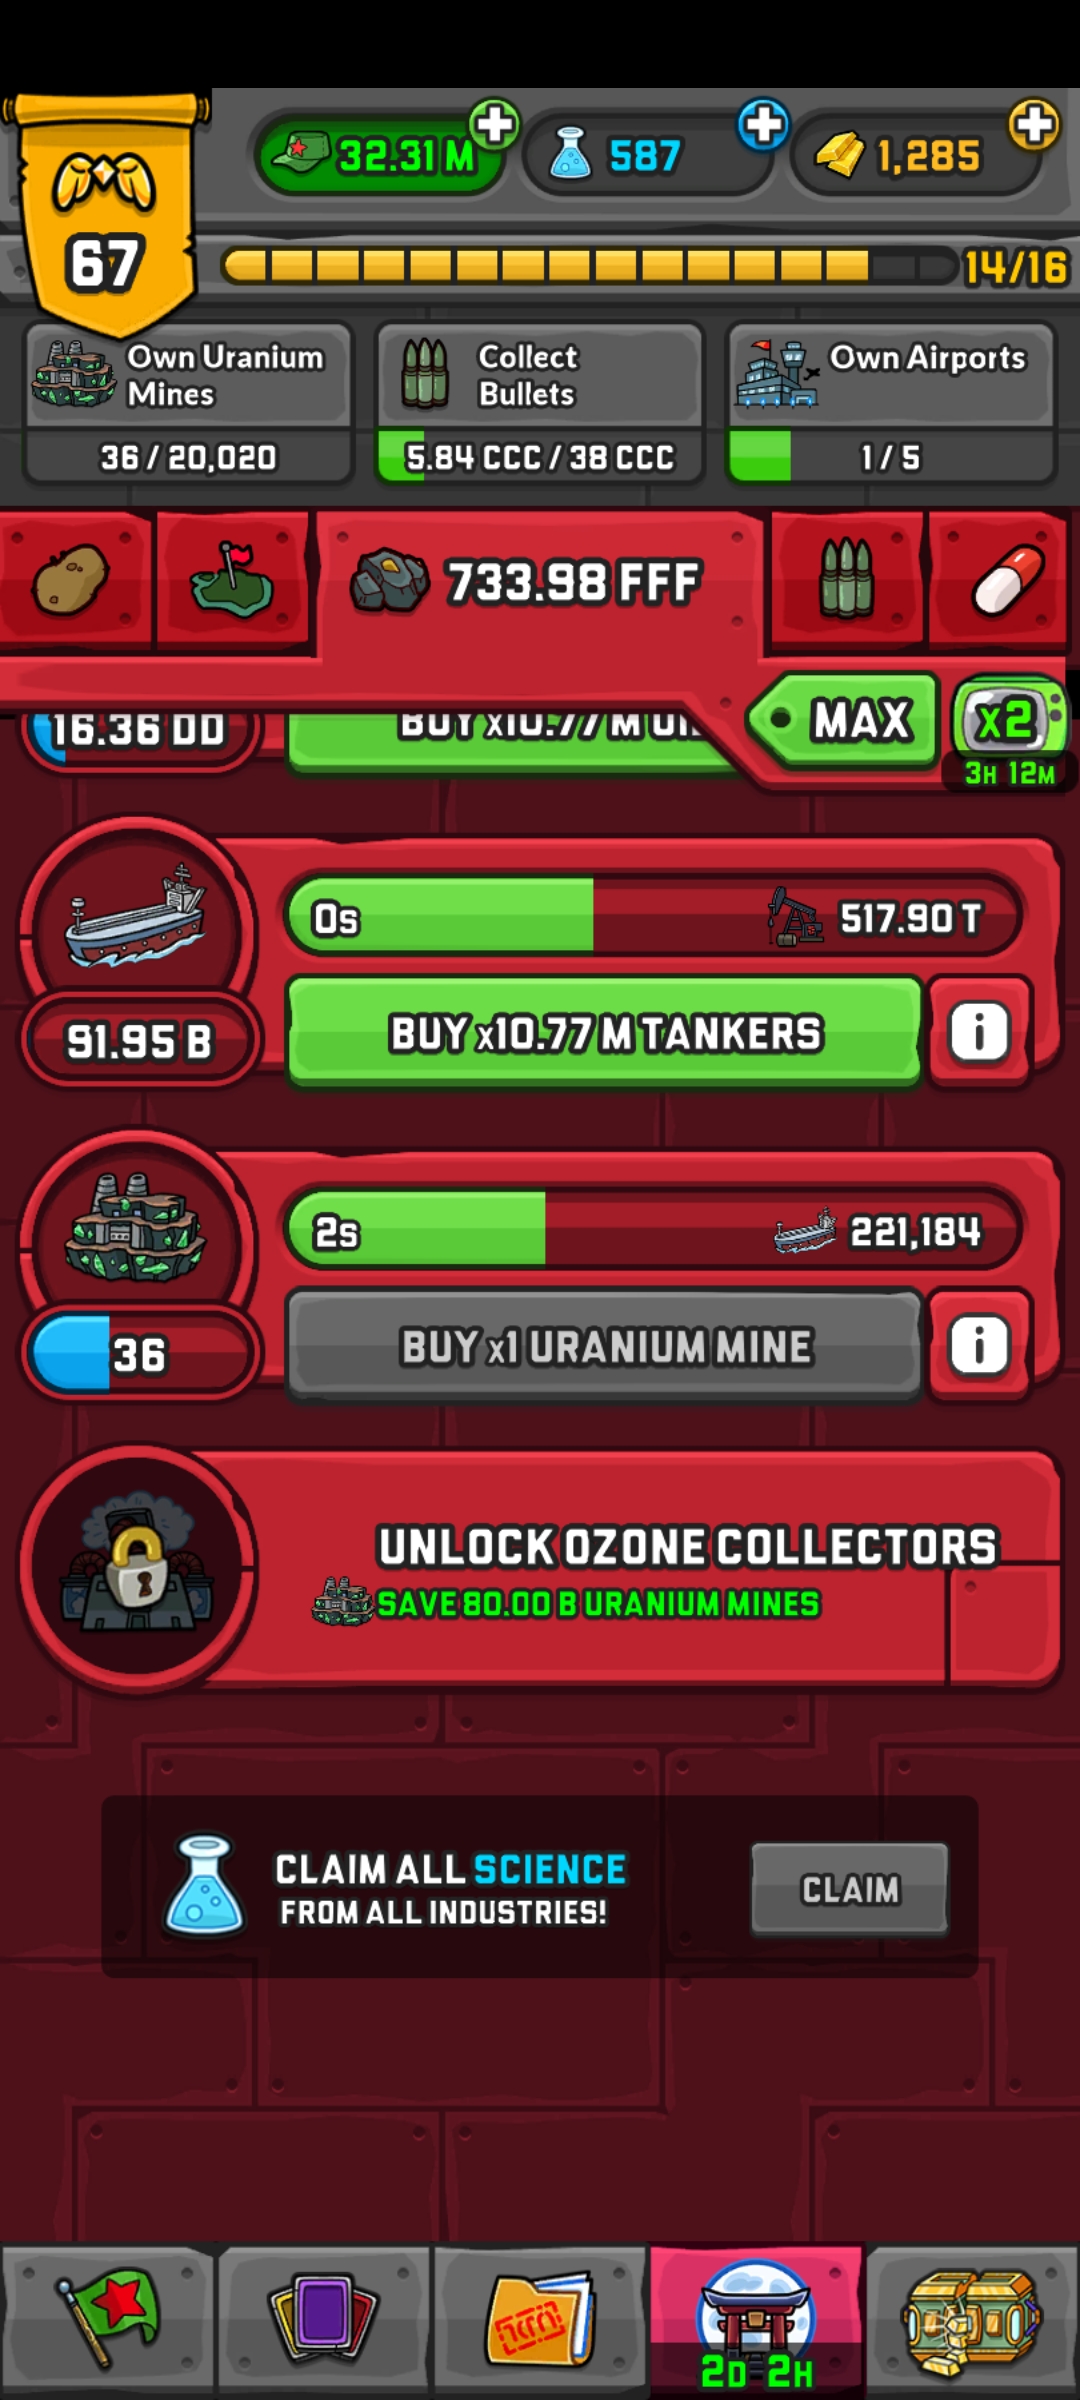 32.31 M
587
1,285
67
14/16
Own Uranium
Mines
36 / 20,020
Collect
Bullets
5.84 CCC / 38 CCC
Own Airports
1 / 5
733.98 FFF
MAX
x2
3H 12M
16.36 DD
BUY x10.77 M
0s
517.90 T
91.95 B
BUY x10.77 M TANKERS
i
2s
221,184
36
BUY x1 URANIUM MINE
i
UNLOCK OZONE COLLECTORS
SAVE 80.00 B URANIUM MINES
CLAIM ALL SCIENCE
FROM ALL INDUSTRIES!
CLAIM
2D 2H